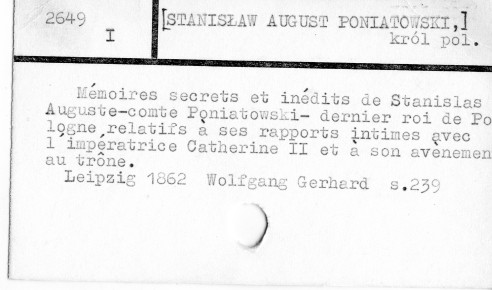 2649
I
[STANISŁAW AUGUST PONIATOWSKI,]
król pol.
Mémoires secrets et inédits de Stanislas
Auguste-comte Poniatowski- dernier roi de Po
logne relatifs a ses rapports intimes avec
l'impératrice Catherine II et à son avènemen
au trône.
Leipzig 1862 Wolfgang Gerhard s.239